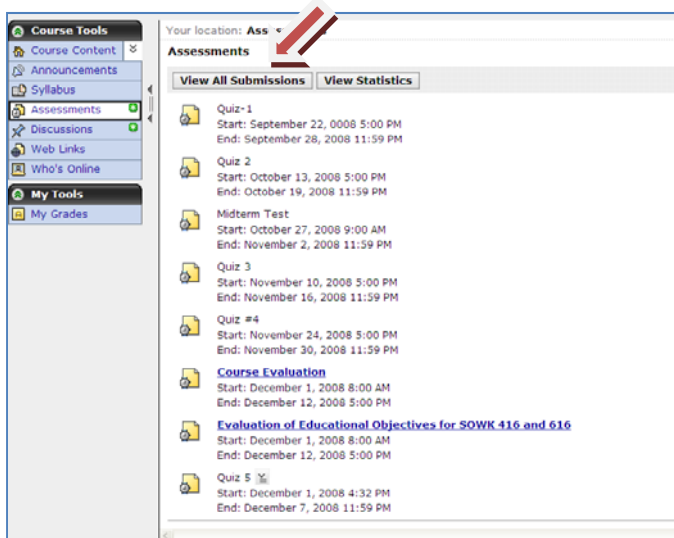 Course Tools
Course Content
Announcements
Syllabus
Assessments
Discussions
Web Links
Who's Online
My Tools
My Grades
Your location:
Assessments
View All Submissions View Statistics
Quiz-1
Start: September 22, 0008 5:00 PM
End: September 28, 2008 11:59 PM
Quiz 2
Start: October 13, 2008 5:00 PM
End: October 19, 2008 11:59 PM
Midterm Test
Start: October 27, 2008 9:00 AM
End: November 2, 2008 11:59 PM
Quiz 3
Start: November 10, 2008 5:00 PM
End: November 16, 2008 11:59 PM
Quiz #4
Start: November 24, 2008 5:00 PM
End: November 30, 2008 11:59 PM
Course Evaluation
Start: December 1, 2008 8:00 AM
End: December 12, 2008 5:00 PM
Evaluation of Educational Objectives for SOWK 416 and 616
Start: December 1, 2008 8:00 AM
End: December 12, 2008 5:00 PM
Quiz 5
Start: December 1, 2008 4:32 PM
End: December 7, 2008 11:59 PM